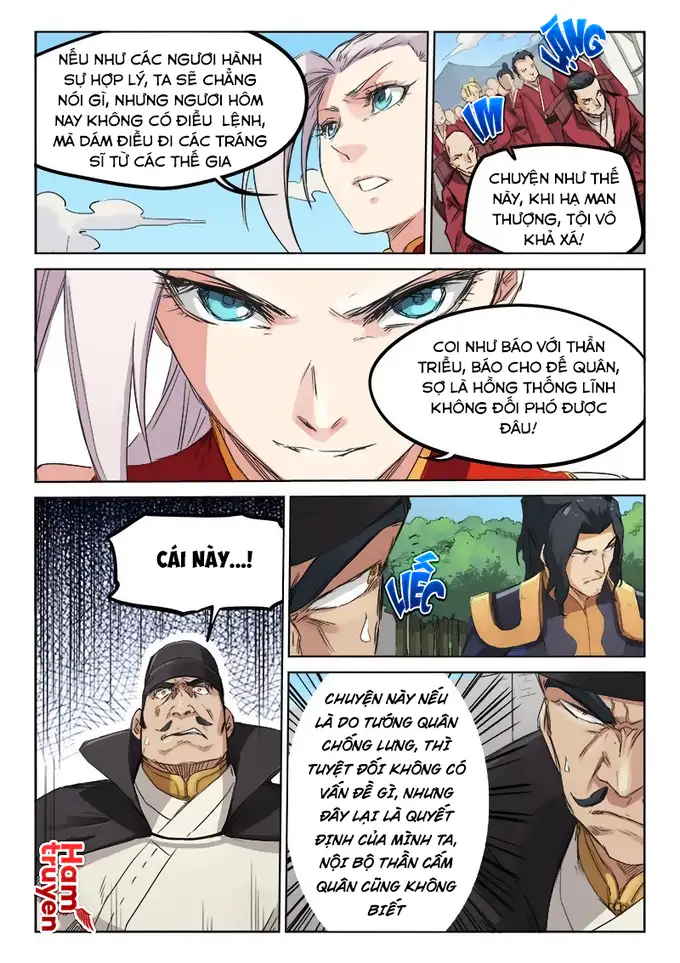 NẾU NHƯ CÁC NGƯƠI HÀNH
SỰ HỢP LÝ, TA SẼ CHẲNG
NÓI GÌ, NHƯNG NGƯƠI HÔM
NAY KHÔNG CÓ ĐIỀU LỆNH,
MÀ DÁM ĐIỀU ĐI CÁC TRÁNG
SĨ TỪ CÁC THẾ GIA
LẶNG
IM
CHUYỆN NHƯ THẾ
NÀY, KHI HẠ MAN
THƯỢNG, TỘI VÔ
KHẢ XÁ!
COI NHƯ BÁO VỚI THẦN
TRIỀU, BÁO CHO ĐẾ QUÂN,
SỢ LÀ HỒNG THỐNG LĨNH
KHÔNG ĐỐI PHÓ ĐƯỢC
ĐÂU!
CÁI NÀY...!
LIẾC
CHUYỆN NÀY NẾU
LÀ DO TƯỚNG QUÂN
CHỐNG LƯNG, THÌ
TUYỆT ĐỐI KHÔNG CÓ
VẤN ĐỀ GÌ, NHƯNG
ĐÂY LẠI LÀ QUYẾT
ĐỊNH CỦA MÌNH TA,
NỘI BỘ THẦN CẤM
QUÂN CŨNG KHÔNG
BIẾT
Ham
truyen